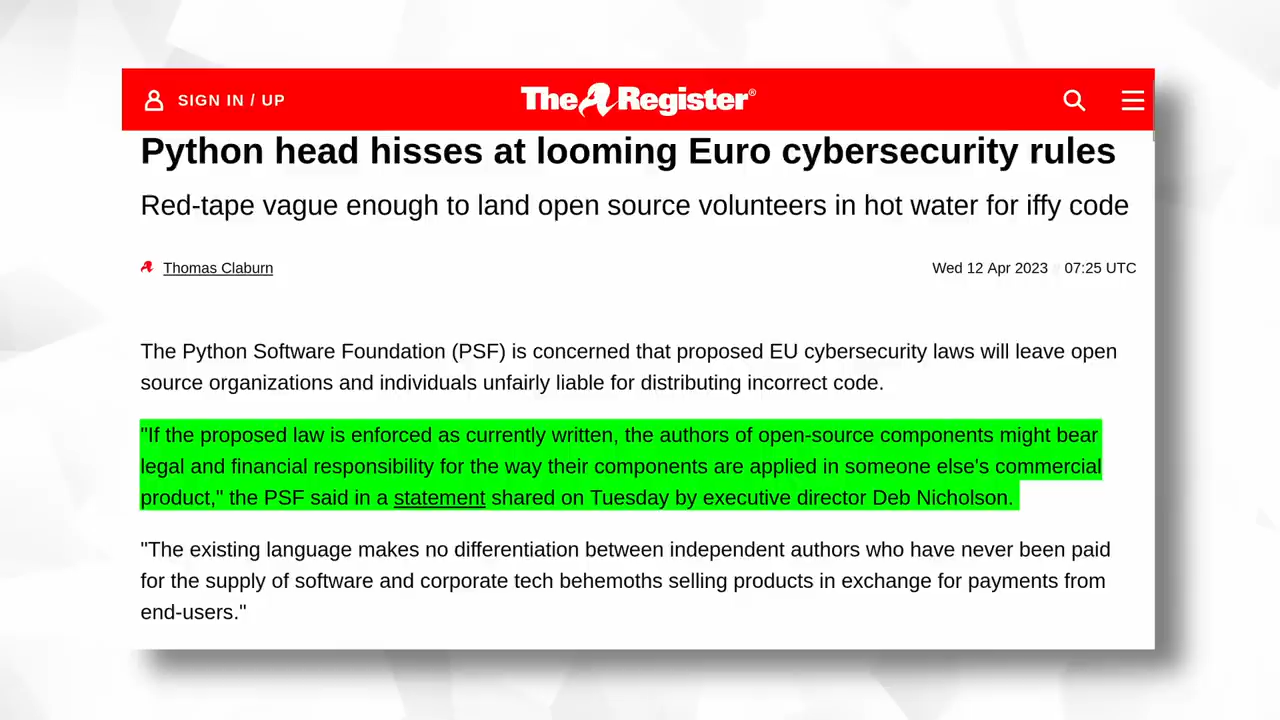 SIGN IN / UP
The Register®
Python head hisses at looming Euro cybersecurity rules
Red-tape vague enough to land open source volunteers in hot water for iffy code
Thomas Claburn
Wed 12 Apr 2023 07:25 UTC
The Python Software Foundation (PSF) is concerned that proposed EU cybersecurity laws will leave open
source organizations and individuals unfairly liable for distributing incorrect code.
"If the proposed law is enforced as currently written, the authors of open-source components might bear
legal and financial responsibility for the way their components are applied in someone else's commercial
product," the PSF said in a statement shared on Tuesday by executive director Deb Nicholson.
"The existing language makes no differentiation between independent authors who have never been paid
for the supply of software and corporate tech behemoths selling products in exchange for payments from
end-users."